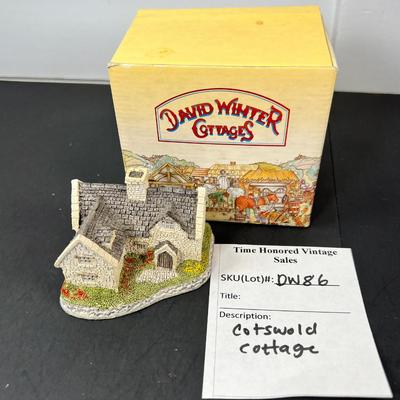 DAVID WINTER
COTTAGES
Time Honored Vintage
Sales
SKU(Lot)#: DW86
Title:
Description:
Cotswold
cottage